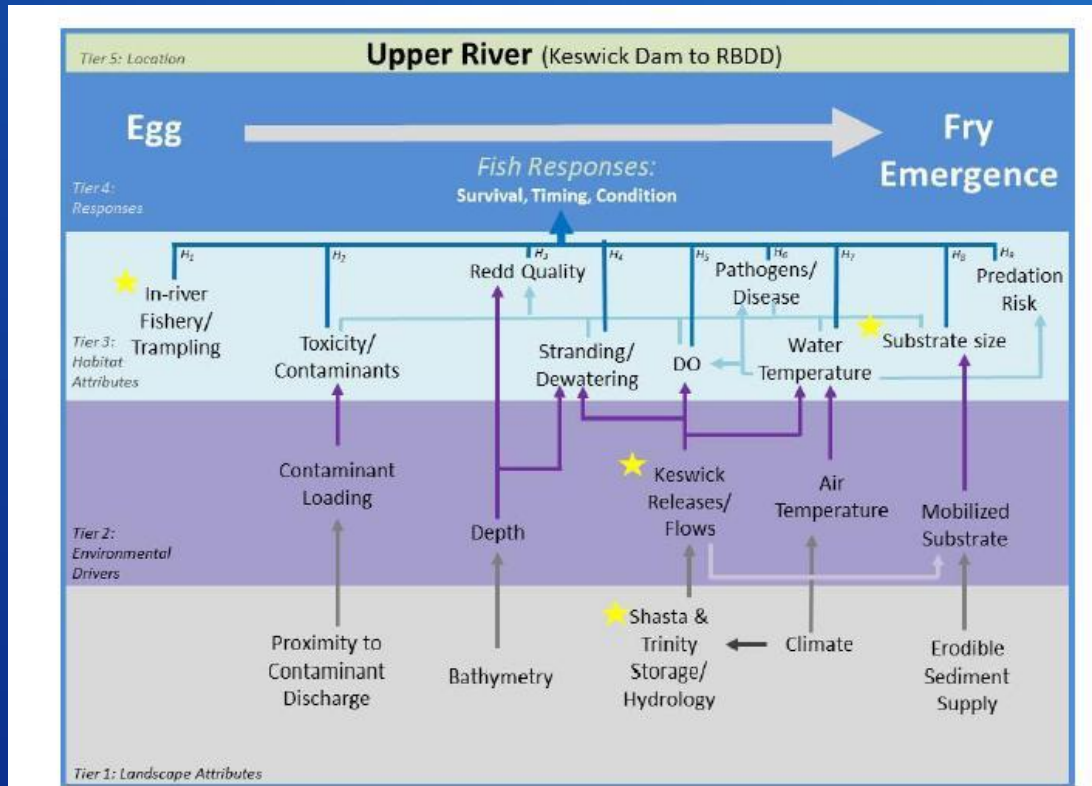 Tier 5: Location
Upper River (Keswick Dam to RBDD)
Egg
Fry
Emergence
Fish Responses:
Survival, Timing, Condition
Tier 4:
Responses
H1
H2
H3
H4
H5
H6
H7
H8
H9
In-river
Fishery/
Trampling
Toxicity/
Contaminants
Redd Quality
Stranding/
Dewatering
DO
Pathogens/
Disease
Water
Temperature
Substrate size
Predation
Risk
Tier 3:
Habitat
Attributes
Contaminant
Loading
Depth
Keswick
Releases/
Flows
Air
Temperature
Mobilized
Substrate
Tier 2:
Environmental
Drivers
Proximity to
Contaminant
Discharge
Bathymetry
Shasta &
Trinity
Storage/
Hydrology
Climate
Erodible
Sediment
Supply
Tier 1: Landscape Attributes